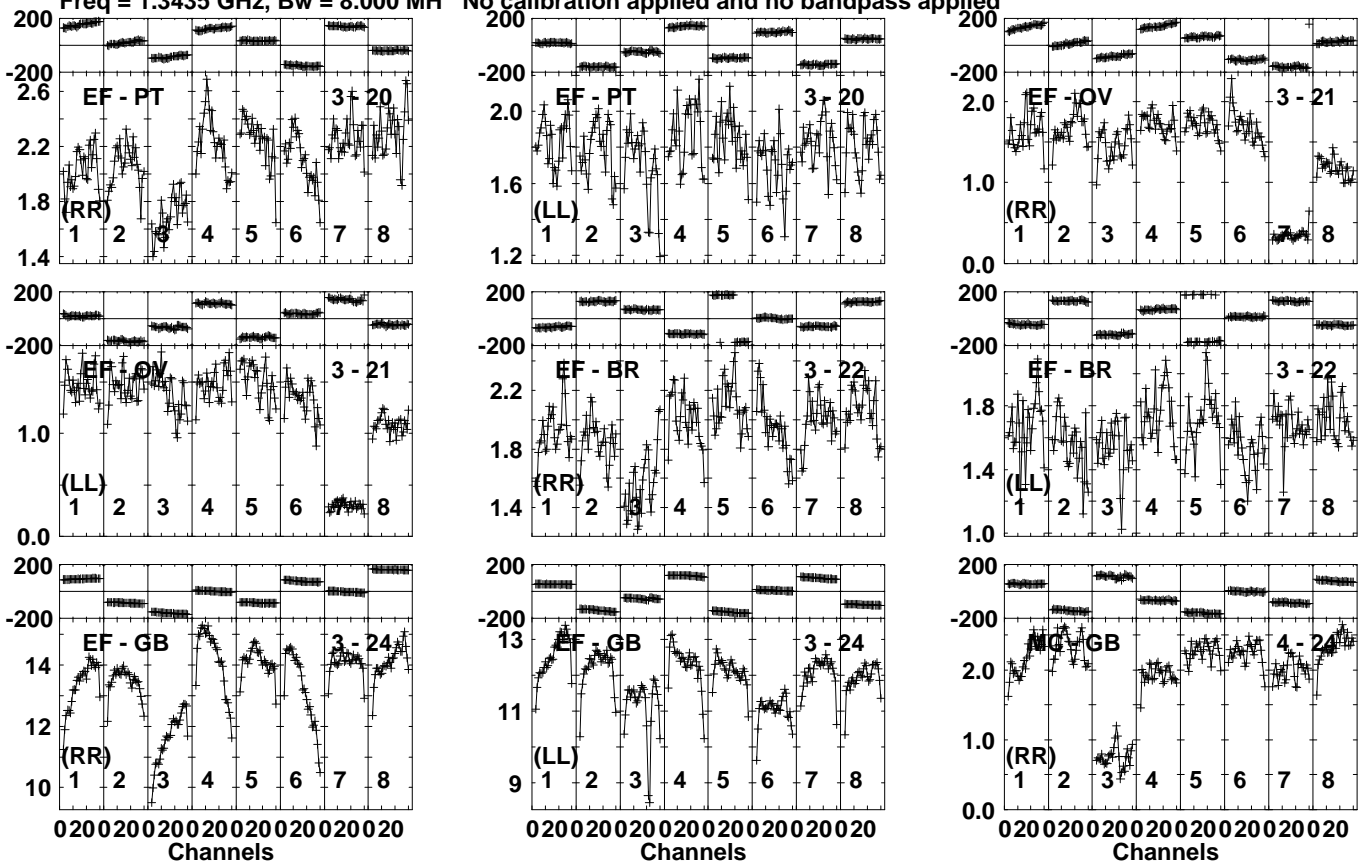 Freq = 1.3435 GHz, Bw = 8.000 MH No calibration applied and no bandpass applied
200
-200
2.6
2.2
1.8
1.4
EF - PT 3 - 20
(RR)
1 2 3 4 5 6 7 8
200
-200
2.0
1.6
1.2
EF - PT 3 - 20
(LL)
1 2 3 4 5 6 7 8
200
-200
2.0
1.0
0.0
EF - OV 3 - 21
(RR)
1 2 3 4 5 6 7 8
200
-200
1.0
0.0
EF - OV 3 - 21
(LL)
1 2 3 4 5 6 7 8
200
-200
2.2
1.8
1.4
EF - BR 3 - 22
(RR)
1 2 3 4 5 6 7 8
200
-200
1.8
1.4
1.0
EF - BR 3 - 22
(LL)
1 2 3 4 5 6 7 8
200
-200
14
12
10
EF - GB 3 - 24
(RR)
1 2 3 4 5 6 7 8
0 20 0 20 0 20 0 20 0 20 0 20 0 20 0 20
Channels
200
-200
13
11
9
EF - GB 3 - 24
(LL)
1 2 3 4 5 6 7 8
0 20 0 20 0 20 0 20 0 20 0 20 0 20 0 20
Channels
200
-200
2.0
1.0
0.0
MC - GB 4 - 24
(RR)
1 2 3 4 5 6 7 8
0 20 0 20 0 20 0 20 0 20 0 20 0 20 0 20
Channels